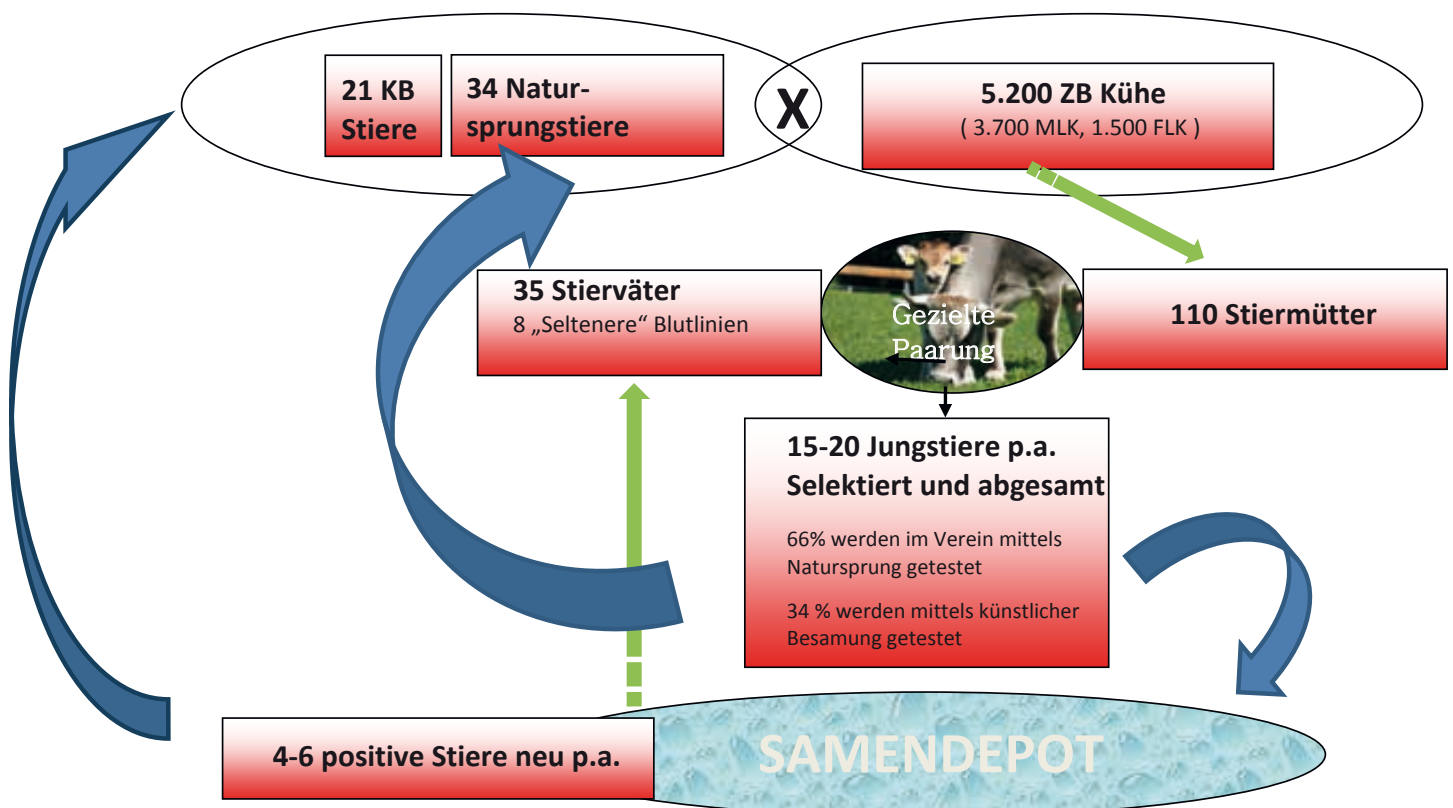 21 KB
Stiere
34 Natur-
sprungstiere
X
5.200 ZB Kühe
( 3.700 MLK, 1.500 FLK )
35 Stierväter
8 „Seltenere“ Blutlinien
Gezielte
Paarung
110 Stiermütter
15-20 Jungstiere p.a.
Selektiert und abgesamt
66% werden im Verein mittels
Natursprung getestet
34 % werden mittels künstlicher
Besamung getestet
4-6 positive Stiere neu p.a.
SAMENDEPOT